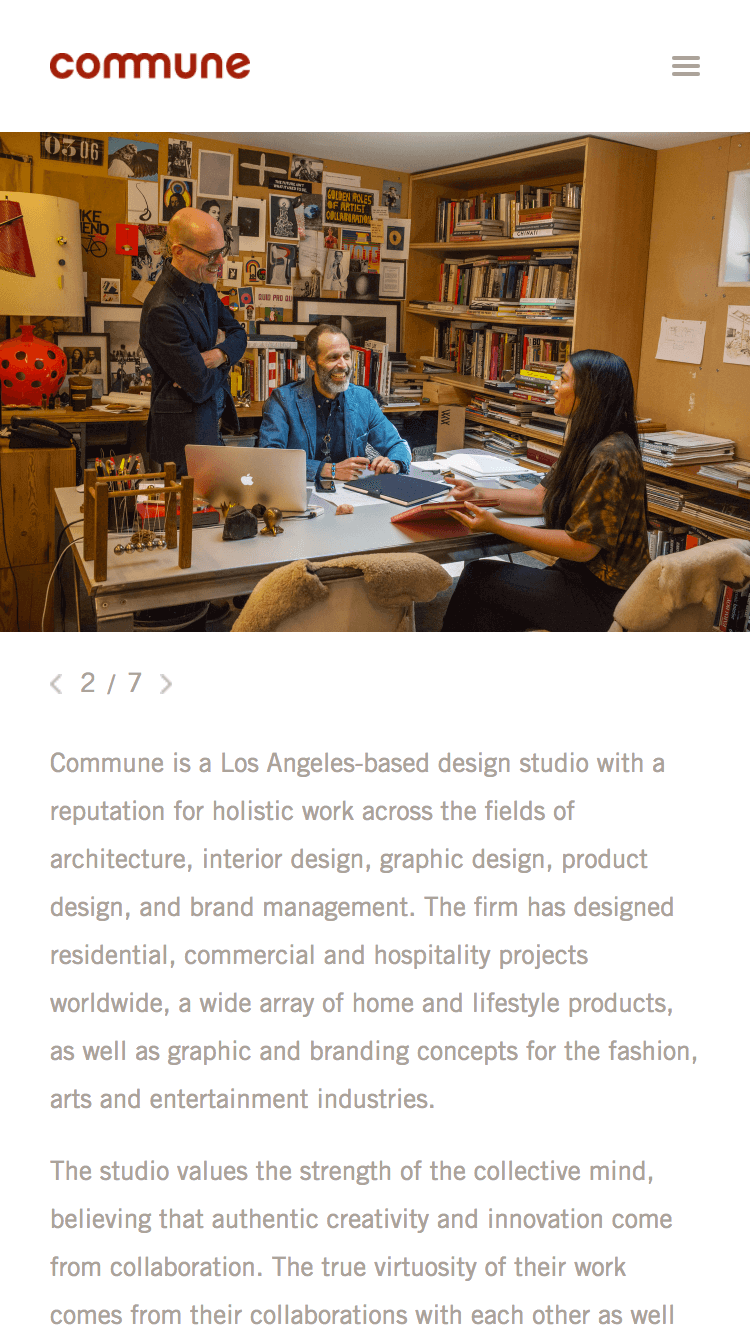 commune
03 06
GOLDEN RULES
OF ARTIST
COLLABORATION
QUID PRO QU
2 / 7
Commune is a Los Angeles-based design studio with a
reputation for holistic work across the fields of
architecture, interior design, graphic design, product
design, and brand management. The firm has designed
residential, commercial and hospitality projects
worldwide, a wide array of home and lifestyle products,
as well as graphic and branding concepts for the fashion,
arts and entertainment industries.
The studio values the strength of the collective mind,
believing that authentic creativity and innovation come
from collaboration. The true virtuosity of their work
comes from their collaborations with each other as well